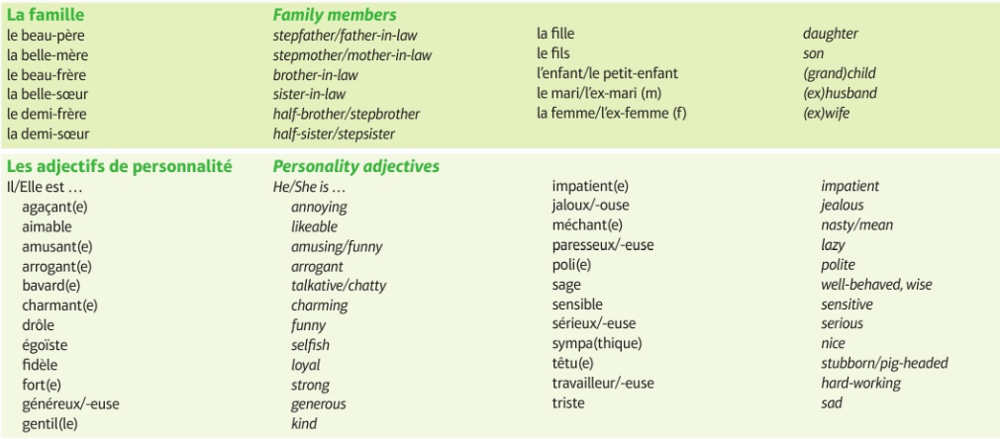 La famille Family members
le beau-père stepfather/father-in-law
la belle-mère stepmother/mother-in-law
le beau-frère brother-in-law
la belle-sœur sister-in-law
le demi-frère half-brother/stepbrother
la demi-sœur half-sister/stepsister
la fille daughter
le fils son
l'enfant/le petit-enfant (grand)child
le mari/l'ex-mari (m) (ex)husband
la femme/l'ex-femme (f) (ex)wife
Les adjectifs de personnalité Personality adjectives
Il/Elle est … He/She is …
agaçant(e) annoying
aimable likeable
amusant(e) amusing/funny
arrogant(e) arrogant
bavard(e) talkative/chatty
charmant(e) charming
drôle funny
égoïste selfish
fidèle loyal
fort(e) strong
généreux/-euse generous
gentil(le) kind
impatient(e) impatient
jaloux/-ouse jealous
méchant(e) nasty/mean
paresseux/-euse lazy
poli(e) polite
sage well-behaved, wise
sensible sensitive
sérieux/-euse serious
sympa(thique) nice
têtu(e) stubborn/pig-headed
travailleur/-euse hard-working
triste sad